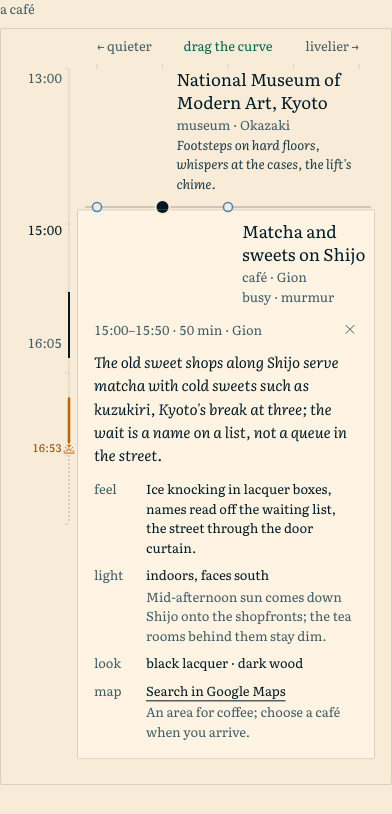 a café
← quieter drag the curve livelier →
13:00
National Museum of
Modern Art, Kyoto
museum · Okazaki
Footsteps on hard floors,
whispers at the cases, the lift's
chime.
15:00
Matcha and
sweets on Shijo
café · Gion
busy · murmur
15:00–15:50 · 50 min · Gion
16:05
The old sweet shops along Shijo serve
matcha with cold sweets such as
kuzukiri, Kyoto's break at three; the
wait is a name on a list, not a queue in
the street.
16:53
feel Ice knocking in lacquer boxes,
names read off the waiting list,
the street through the door
curtain.
light indoors, faces south
Mid-afternoon sun comes down
Shijo onto the shopfronts; the tea
rooms behind them stay dim.
look black lacquer · dark wood
map Search in Google Maps
An area for coffee; choose a café
when you arrive.